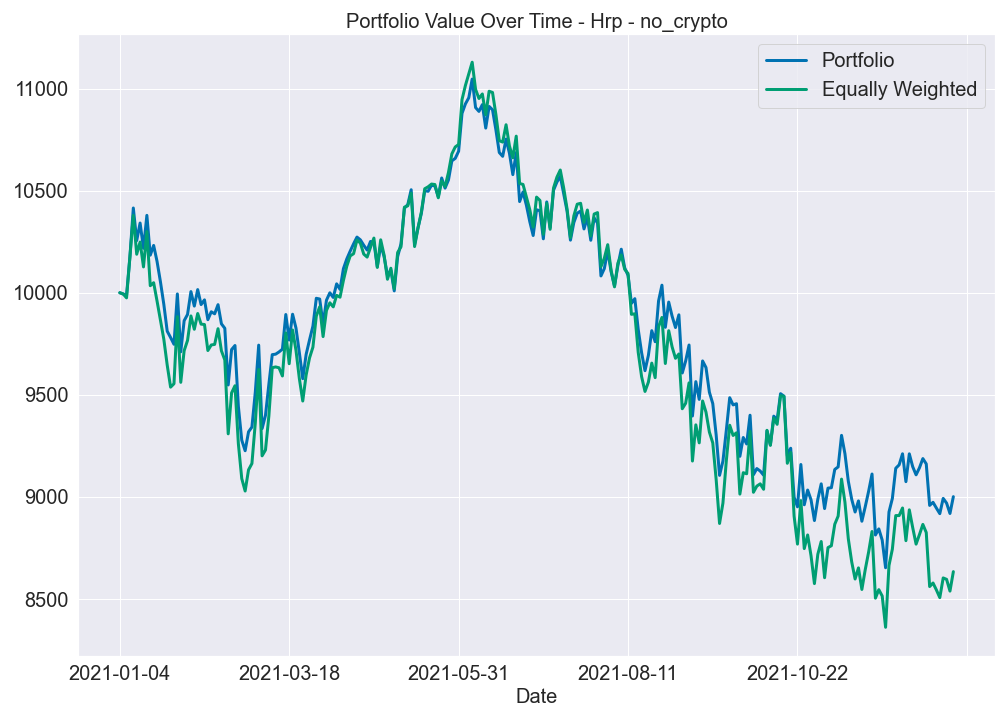 Portfolio Value Over Time - Hrp - no_crypto
Portfolio
Equally Weighted
11000
10500
10000
9500
9000
8500
2021-01-04
2021-03-18
2021-05-31
2021-08-11
2021-10-22
Date